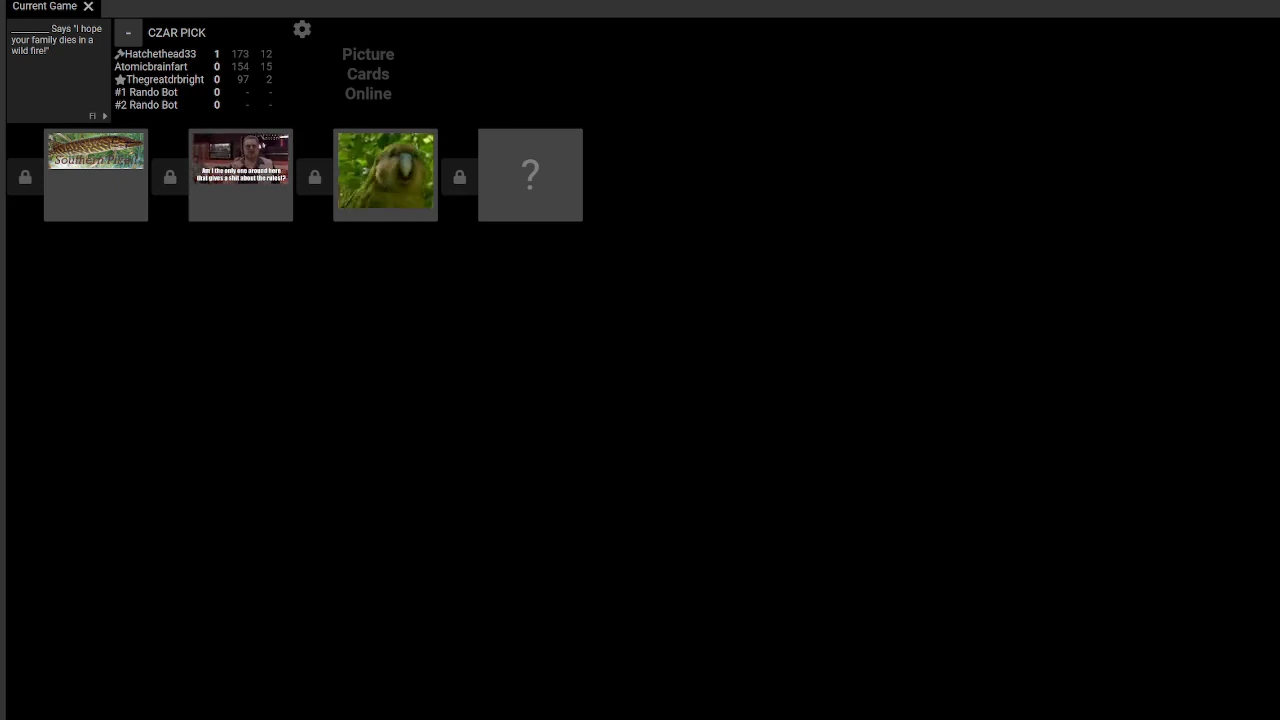 Current Game
_______ Says "I hope
your family dies in a
wild fire!"
FI
-
CZAR PICK
Hatchethead33 1 173 12
Atomicbrainfart 0 154 15
Thegreatdrbright 0 97 2
#1 Rando Bot 0 - -
#2 Rando Bot 0 - -
Picture
Cards
Online
Southern Pike!
Am I the only one around here
that gives a shit about the rules!?
?